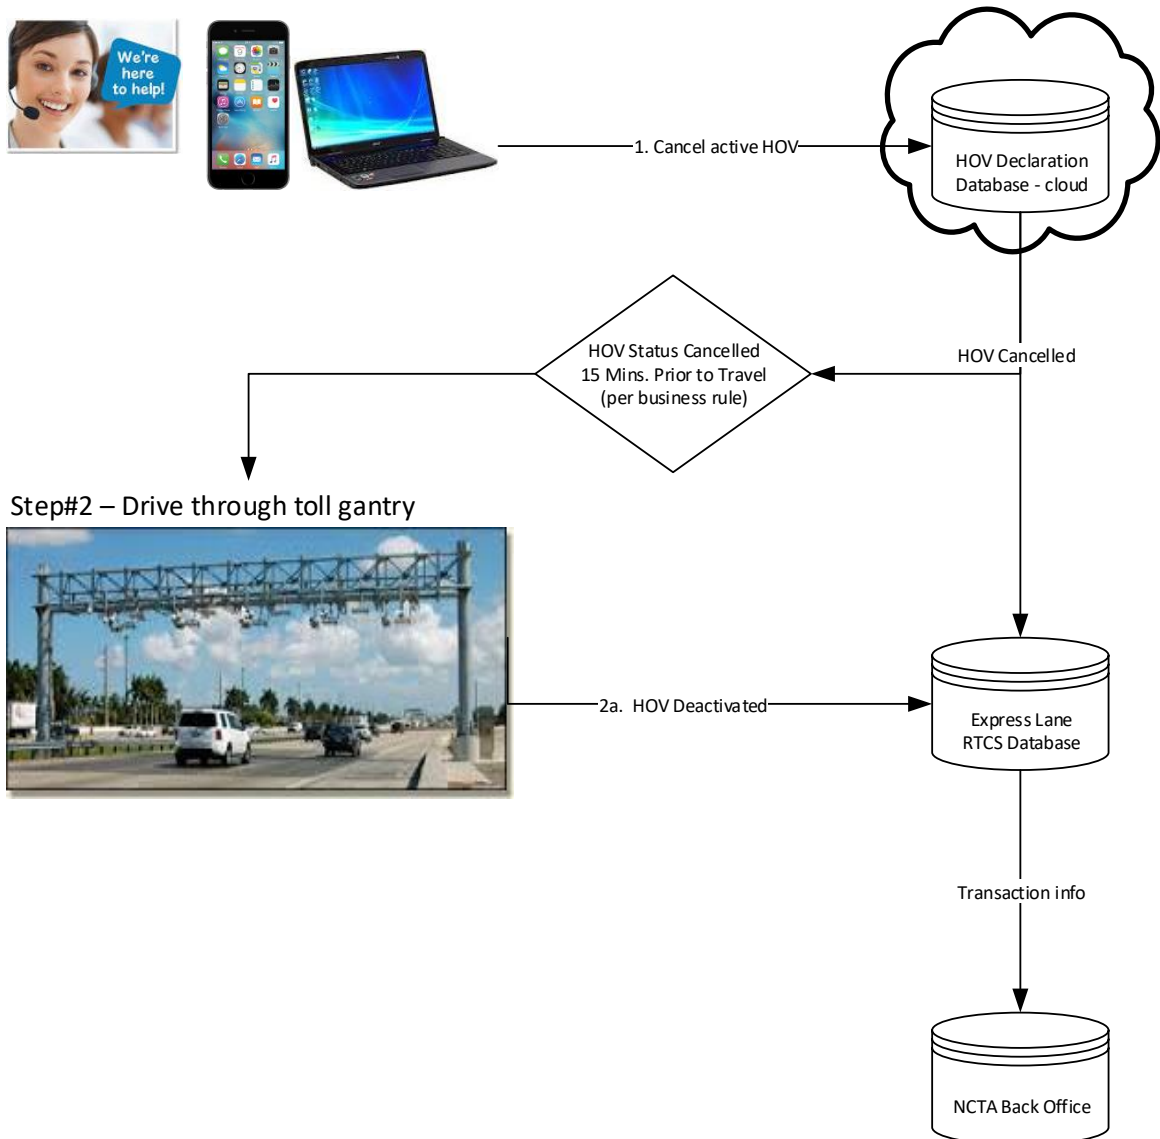 We're
here
to help!
1. Cancel active HOV
HOV Declaration
Database - cloud
HOV Status Cancelled
15 Mins. Prior to Travel
(per business rule)
HOV Cancelled
Step#2 – Drive through toll gantry
2a. HOV Deactivated
Express Lane
RTCS Database
Transaction info
NCTA Back Office